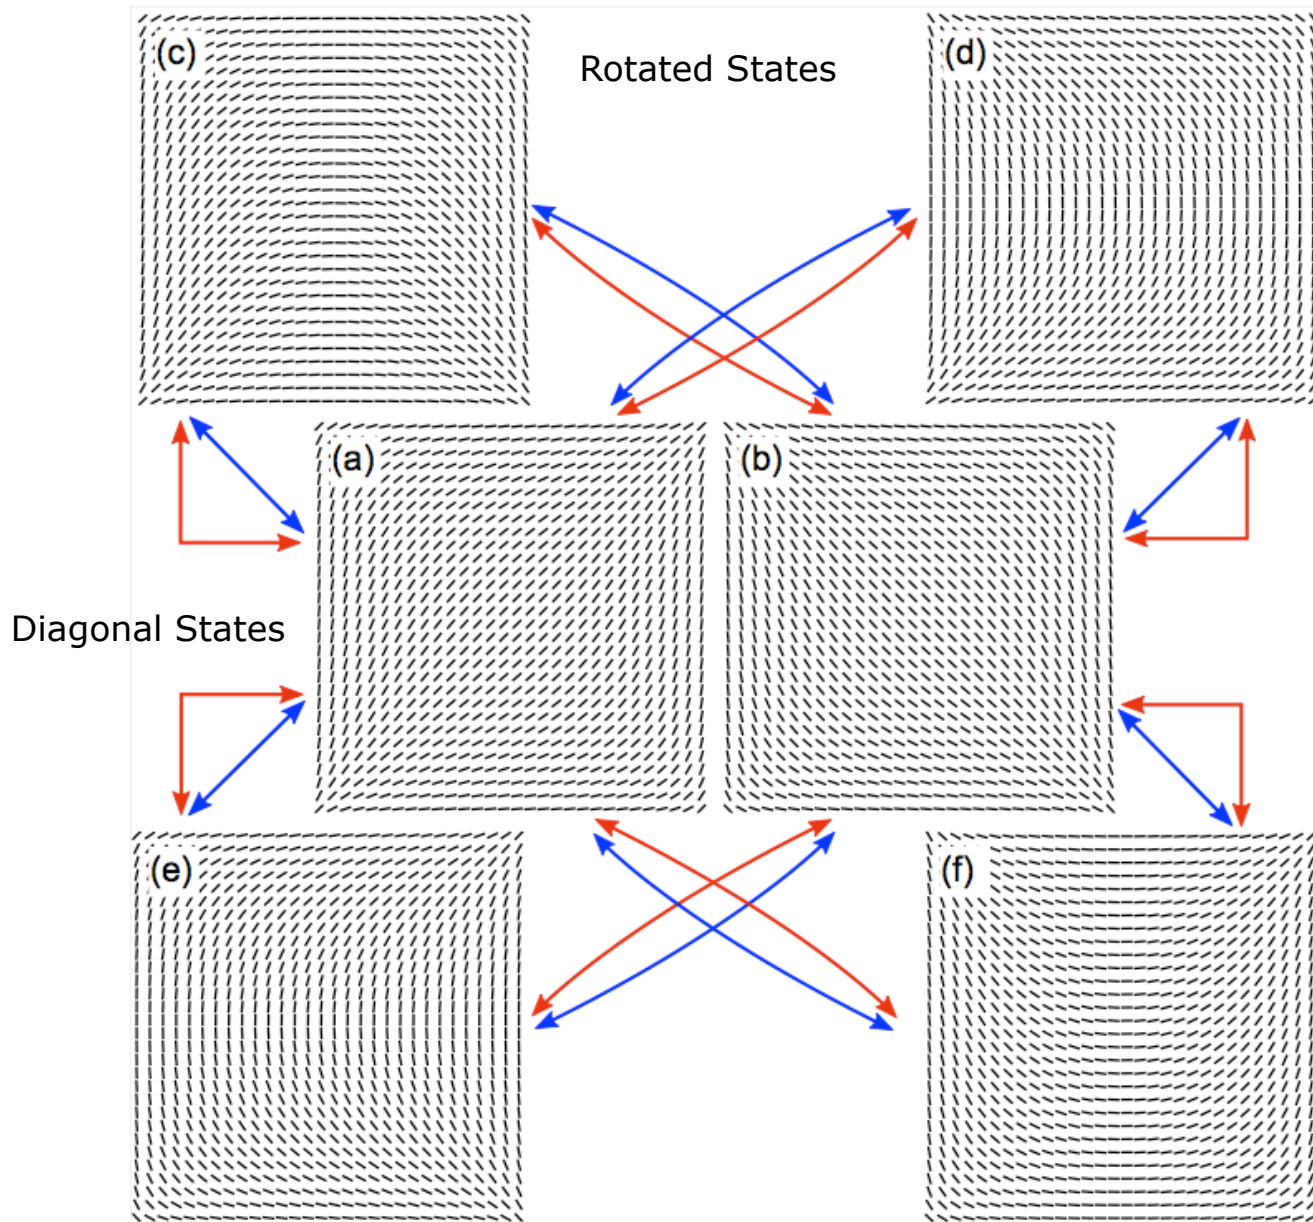 (c)
Rotated States
(d)
(a)
(b)
Diagonal States
(e)
(f)